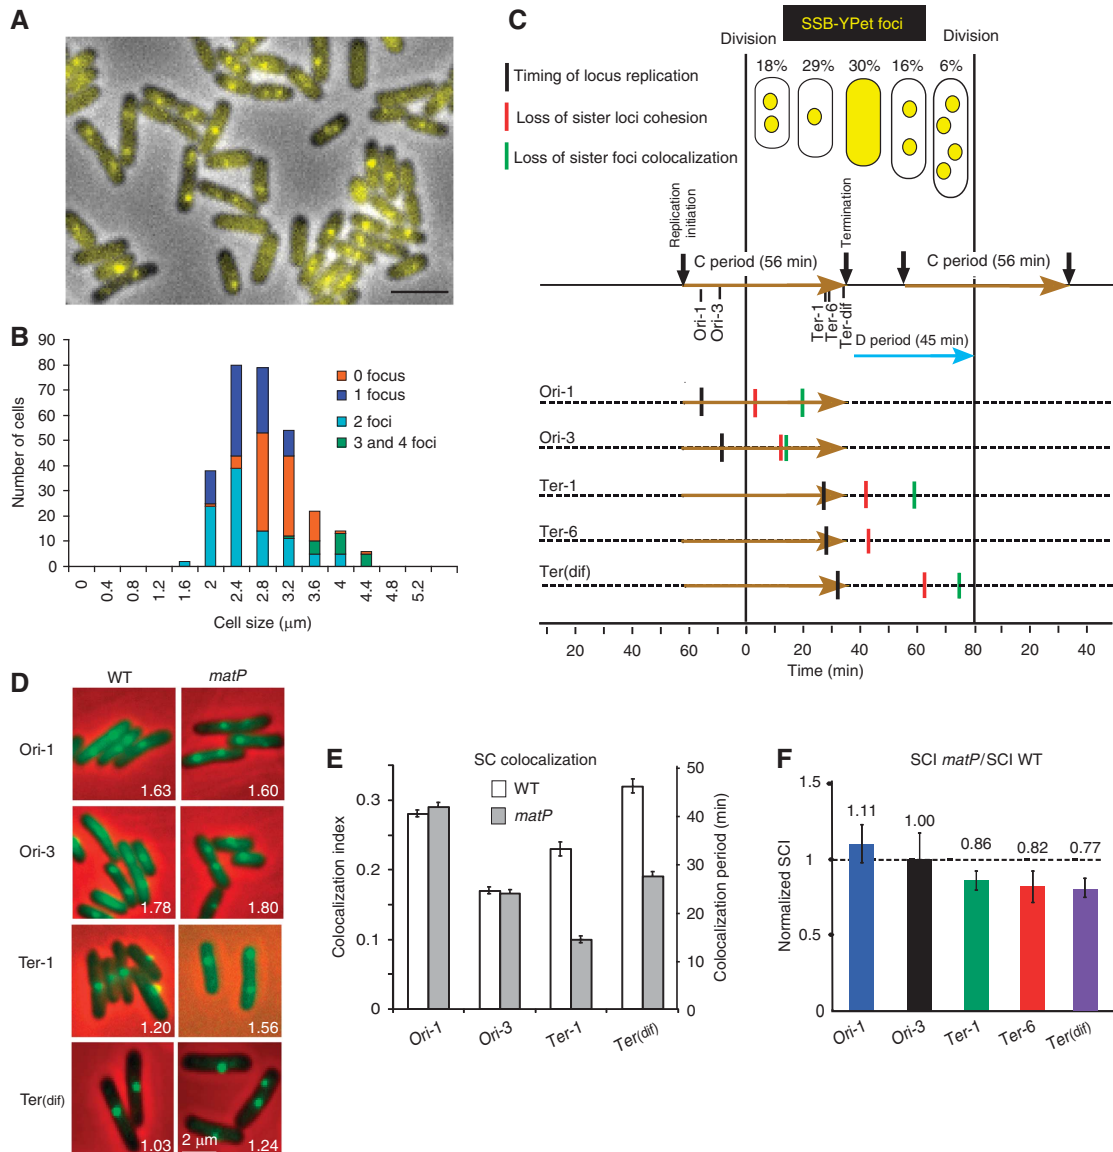 A
B
Number of cells
90
80
70
60
50
40
30
20
10
0
0 focus
1 focus
2 foci
3 and 4 foci
0
0.4
0.8
1.2
1.6
2
2.4
2.8
3.2
3.6
4
4.4
4.8
5.2
Cell size (μm)
C
SSB-YPet foci
Division
Division
18%
29%
30%
16%
6%
Timing of locus replication
Loss of sister loci cohesion
Loss of sister foci colocalization
Replication
initiation
Termination
C period (56 min)
C period (56 min)
Ori-1
Ori-3
Ter-1
Ter-6
Ter-dif
D period (45 min)
Ori-1
Ori-3
Ter-1
Ter-6
Ter(dif)
20
40
60
40
20
0
20
40
60
80
20
40
Time (min)
D
WT
matP
Ori-1
1.63
1.60
Ori-3
1.78
1.80
Ter-1
1.20
1.56
Ter(dif)
1.03
2 μm
1.24
E
SC colocalization
WT
matP
Colocalization index
0.3
0.2
0.1
0
Colocalization period (min)
50
40
30
20
10
0
Ori-1
Ori-3
Ter-1
Ter(dif)
F
SCI matP/SCI WT
Normalized SCI
1.5
1
0.5
0
1.11
1.00
0.86
0.82
0.77
Ori-1
Ori-3
Ter-1
Ter-6
Ter(dif)